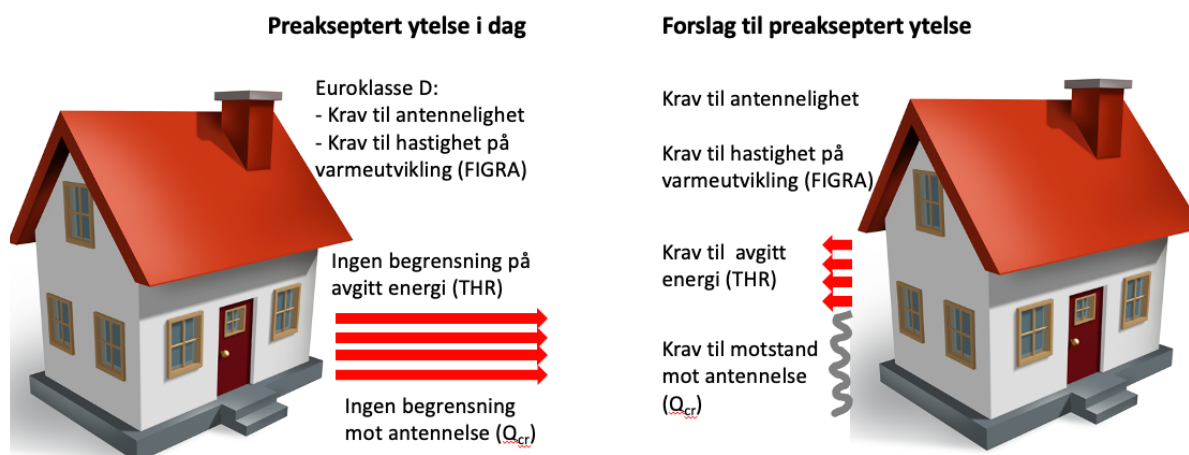 Preakseptert ytelse i dag
Euroklasse D:
- Krav til antennelighet
- Krav til hastighet på
varmeutvikling (FIGRA)
Ingen begrensning på
avgitt energi (THR)
Ingen begrensning
mot antennelse (Qcr)
Forslag til preakseptert ytelse
Krav til antennelighet
Krav til hastighet på
varmeutvikling (FIGRA)
Krav til avgitt
energi (THR)
Krav til motstand
mot antennelse
(Qcr)